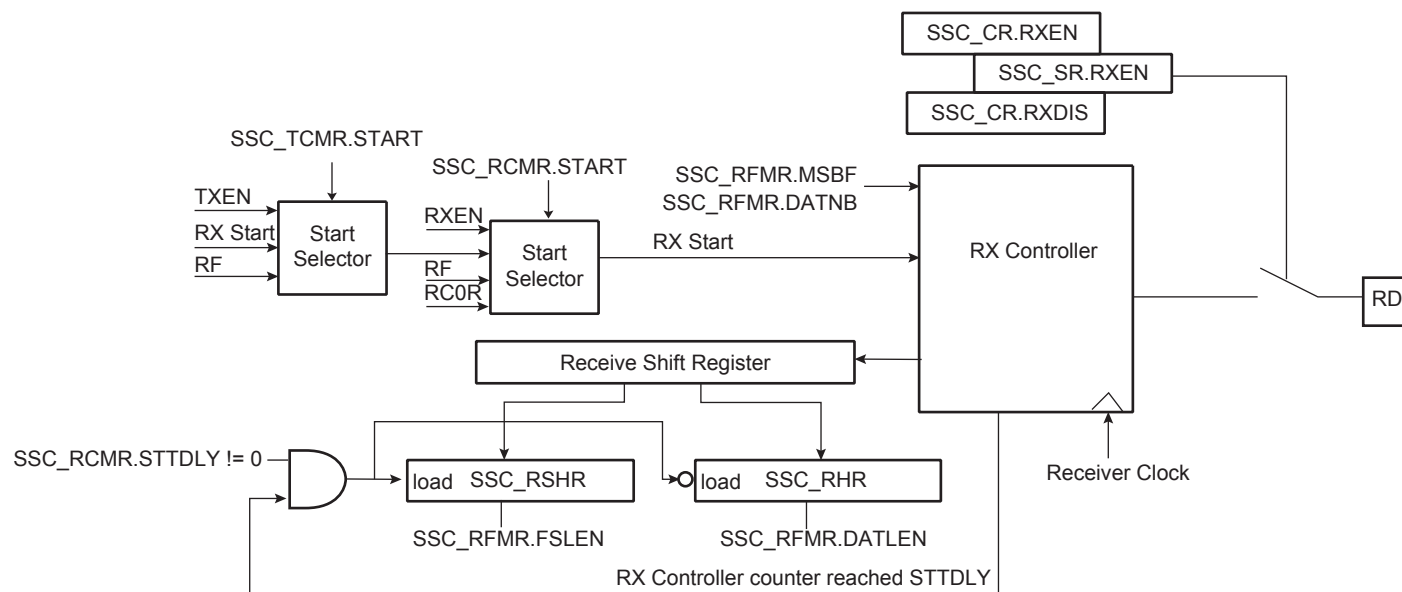 SSC_CR.RXEN
SSC_SR.RXEN
SSC_CR.RXDIS
SSC_TCMR.START
SSC_RCMR.START
SSC_RFMR.MSBF
SSC_RFMR.DATNB
TXEN
RX Start
RF
Start
Selector
RXEN
RF
RC0R
Start
Selector
RX Start
RX Controller
RD
Receive Shift Register
SSC_RCMR.STTDLY != 0
load SSC_RSHR
load SSC_RHR
Receiver Clock
SSC_RFMR.FSLEN
SSC_RFMR.DATLEN
RX Controller counter reached STTDLY